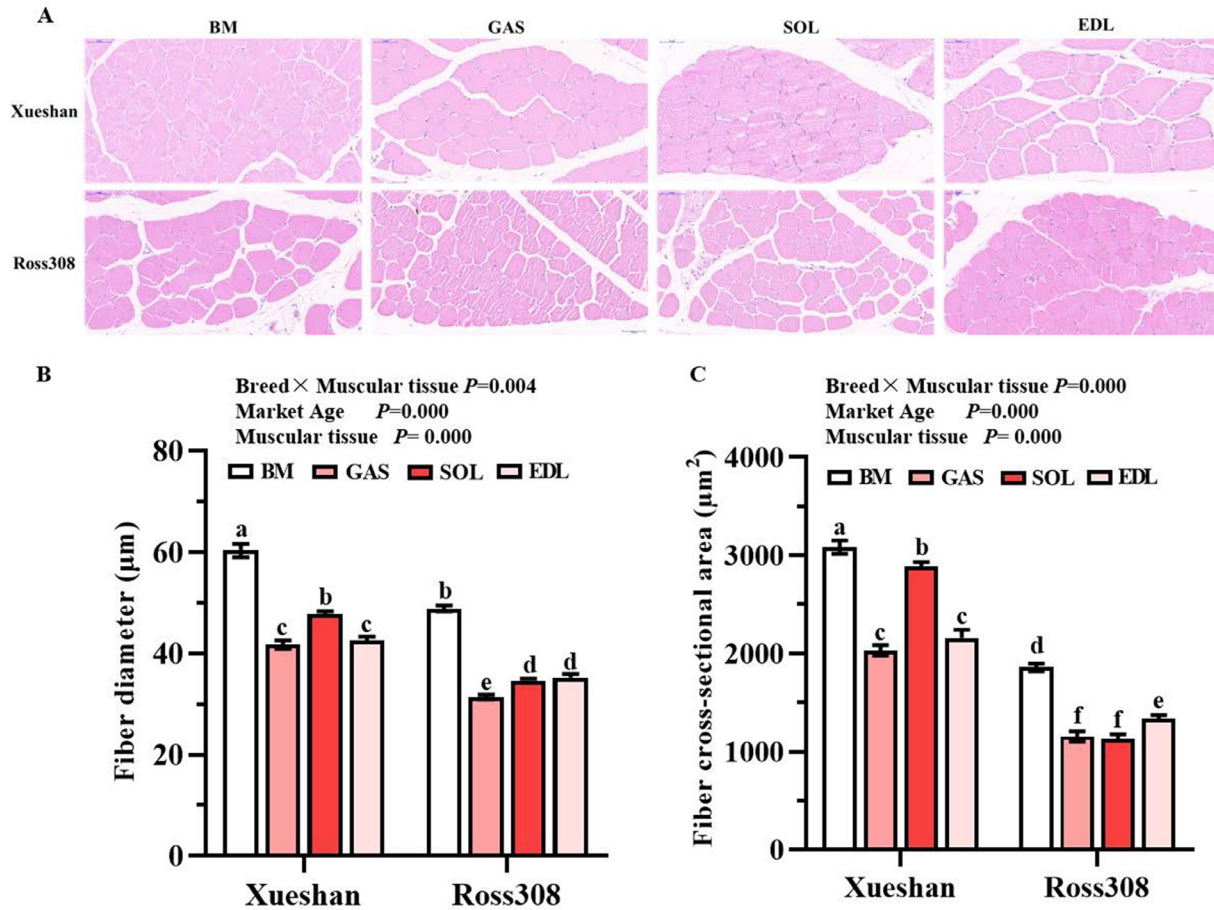 A
BM GAS SOL EDL
Xueshan
Ross308
B
Breed× Muscular tissue P=0.004
Market Age P=0.000
Muscular tissue P= 0.000
BM GAS SOL EDL
Fiber diameter (μm)
80
60
40
20
0
a c b c b e d d
Xueshan Ross308
C
Breed× Muscular tissue P=0.000
Market Age P=0.000
Muscular tissue P= 0.000
BM GAS SOL EDL
Fiber cross-sectional area (μm²)
4000
3000
2000
1000
0
a c b c d f f e
Xueshan Ross308